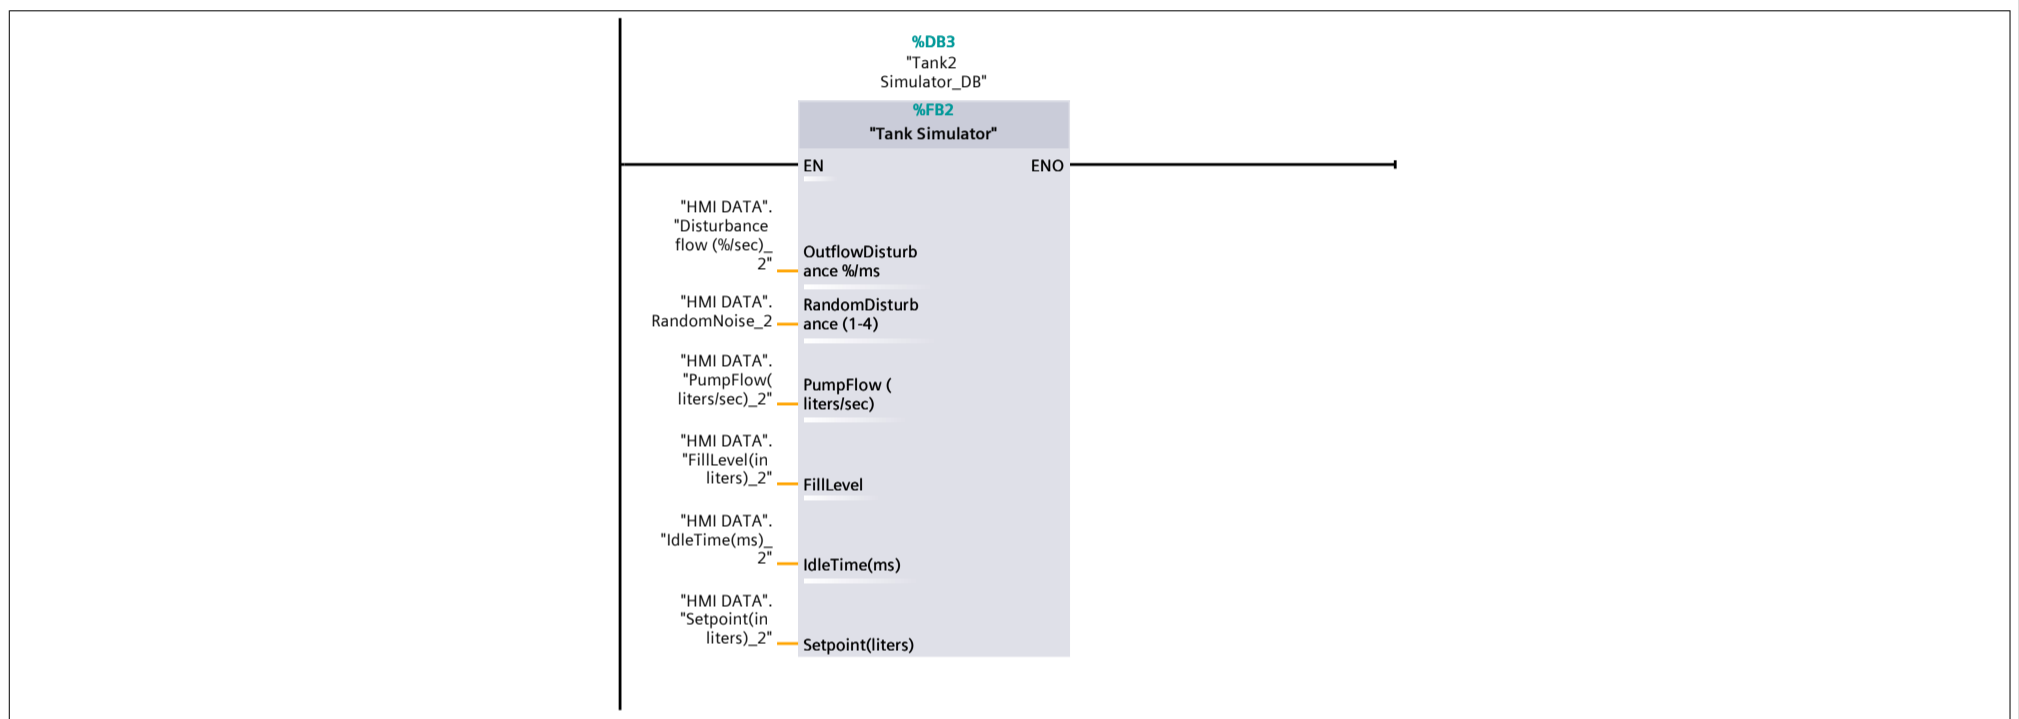 %DB3
"Tank2
Simulator_DB"
%FB2
"Tank Simulator"
EN
ENO
"HMI DATA".
"Disturbance
flow (%/sec)_
2"
OutflowDisturb
ance %/ms
"HMI DATA".
RandomNoise_2
RandomDisturb
ance (1-4)
"HMI DATA".
"PumpFlow(
liters/sec)_2"
PumpFlow (
liters/sec)
"HMI DATA".
"FillLevel(in
liters)_2"
FillLevel
"HMI DATA".
"IdleTime(ms)_
2"
IdleTime(ms)
"HMI DATA".
"Setpoint(in
liters)_2"
Setpoint(liters)